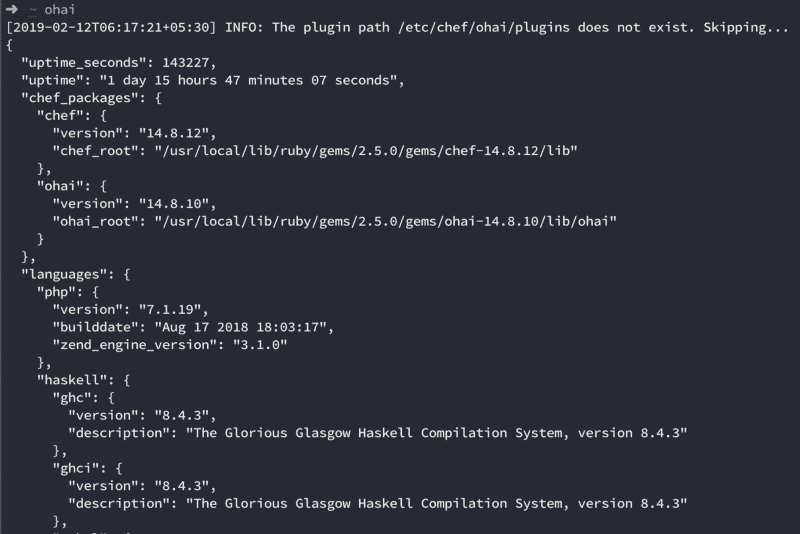 ➜ ~ ohai
[2019-02-12T06:17:21+05:30] INFO: The plugin path /etc/chef/ohai/plugins does not exist. Skipping...
{
  "uptime_seconds": 143227,
  "uptime": "1 day 15 hours 47 minutes 07 seconds",
  "chef_packages": {
    "chef": {
      "version": "14.8.12",
      "chef_root": "/usr/local/lib/ruby/gems/2.5.0/gems/chef-14.8.12/lib"
    },
    "ohai": {
      "version": "14.8.10",
      "ohai_root": "/usr/local/lib/ruby/gems/2.5.0/gems/ohai-14.8.10/lib/ohai"
    }
  },
  "languages": {
    "php": {
      "version": "7.1.19",
      "builddate": "Aug 17 2018 18:03:17",
      "zend_engine_version": "3.1.0"
    },
    "haskell": {
      "ghc": {
        "version": "8.4.3",
        "description": "The Glorious Glasgow Haskell Compilation System, version 8.4.3"
      },
      "ghci": {
        "version": "8.4.3",
        "description": "The Glorious Glasgow Haskell Compilation System, version 8.4.3"
      },